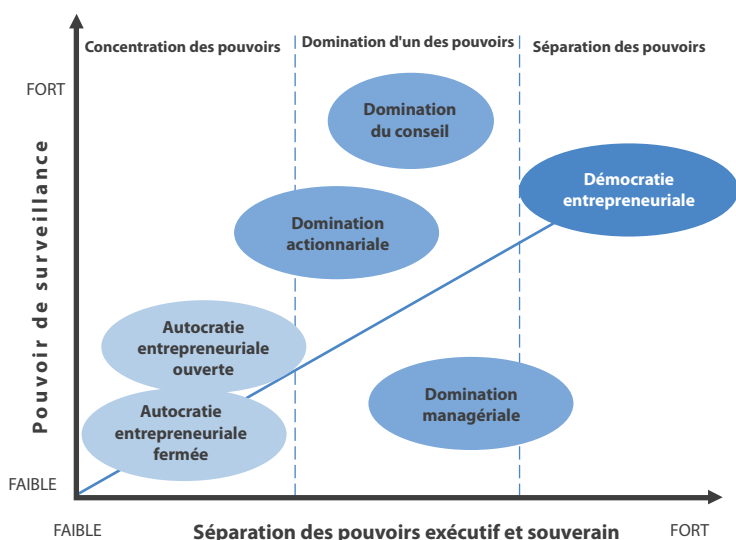 Concentration des pouvoirs
Domination d'un des pouvoirs
Séparation des pouvoirs
FORT
Domination
du conseil
Démocratie
entrepreneuriale
Domination
actionnariale
Pouvoir de surveillance
Autocratie
entrepreneuriale
ouverte
Domination
managériale
Autocratie
entrepreneuriale
fermée
FAIBLE
FAIBLE
Séparation des pouvoirs exécutif et souverain
FORT